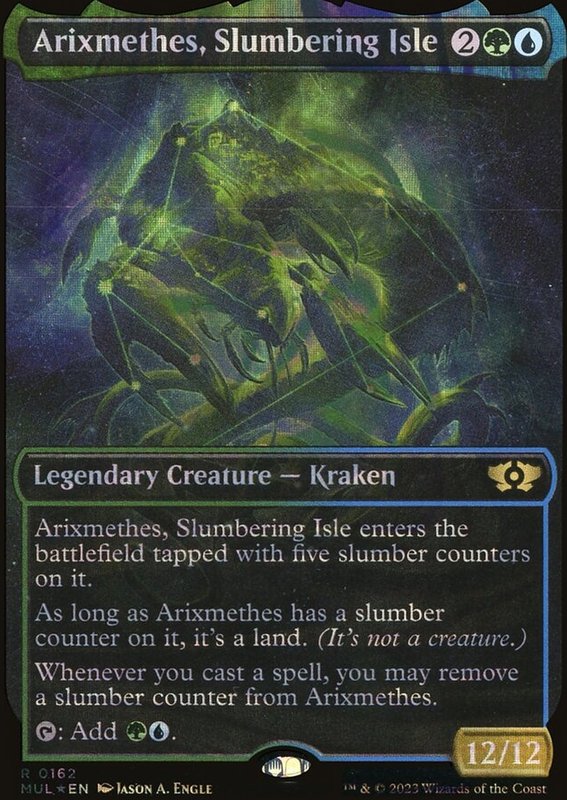 Arixmethes, Slumbering Isle 2
Legendary Creature — Kraken
Arixmethes, Slumbering Isle enters the
battlefield tapped with five slumber counters
on it.
As long as Arixmethes has a slumber
counter on it, it's a land. (It's not a creature.)
Whenever you cast a spell, you may remove
a slumber counter from Arixmethes.
: Add .
12/12
R 0162
MUL★EN Jason A. Engle
™ & © 2023 Wizards of the Coast